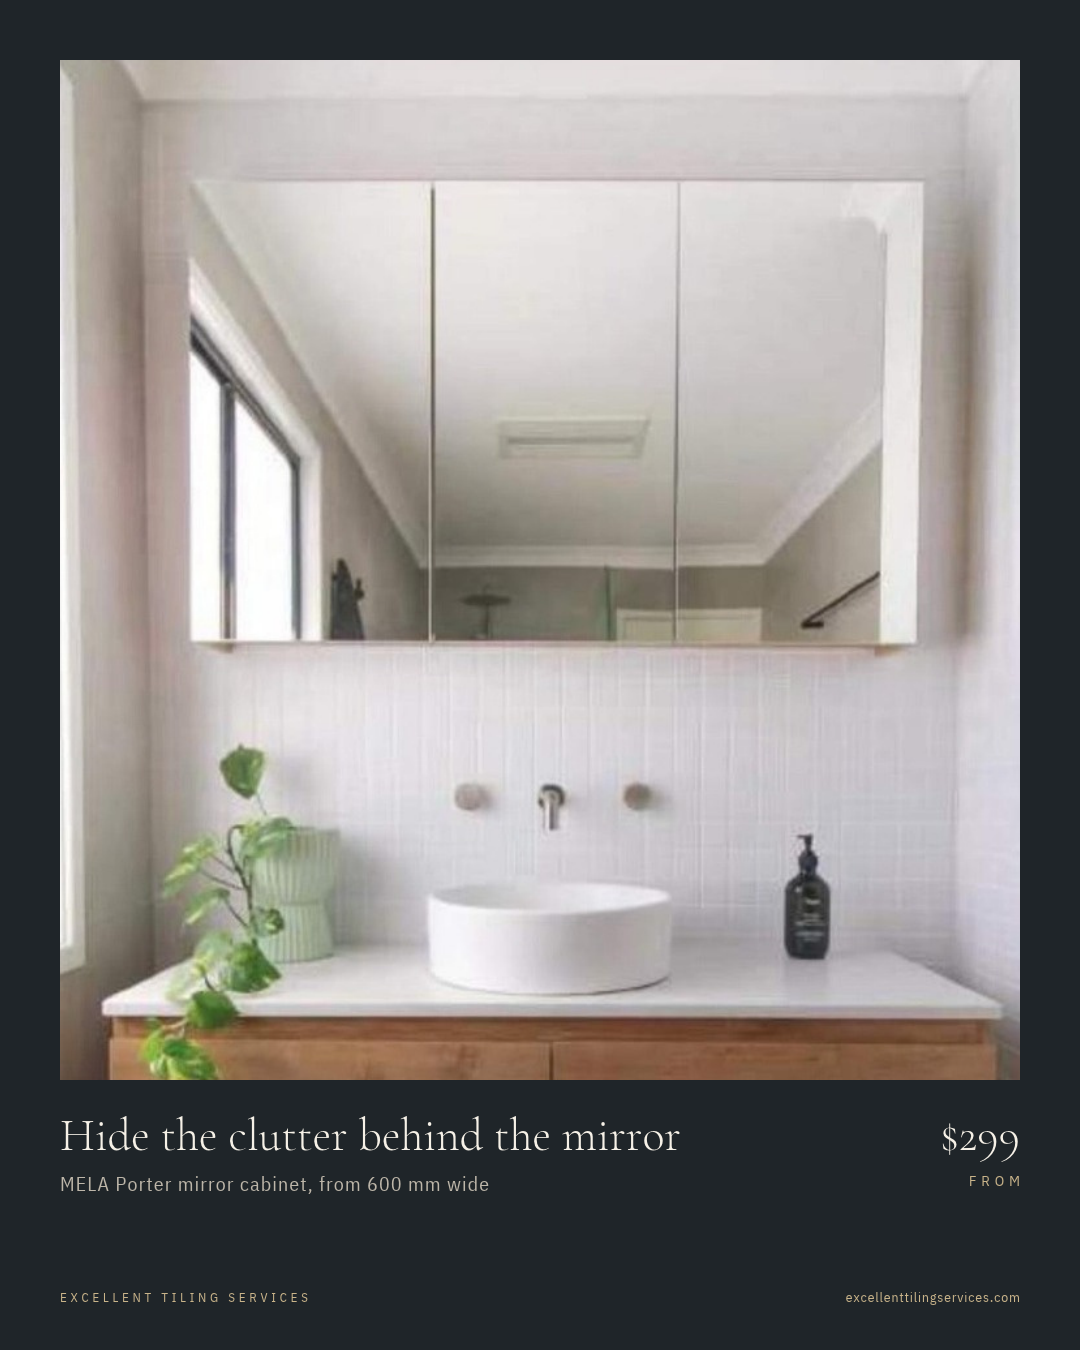 Hide the clutter behind the mirror
$299
MELA Porter mirror cabinet, from 600 mm wide
FROM
EXCELLENT TILING SERVICES
excellenttilingservices.com